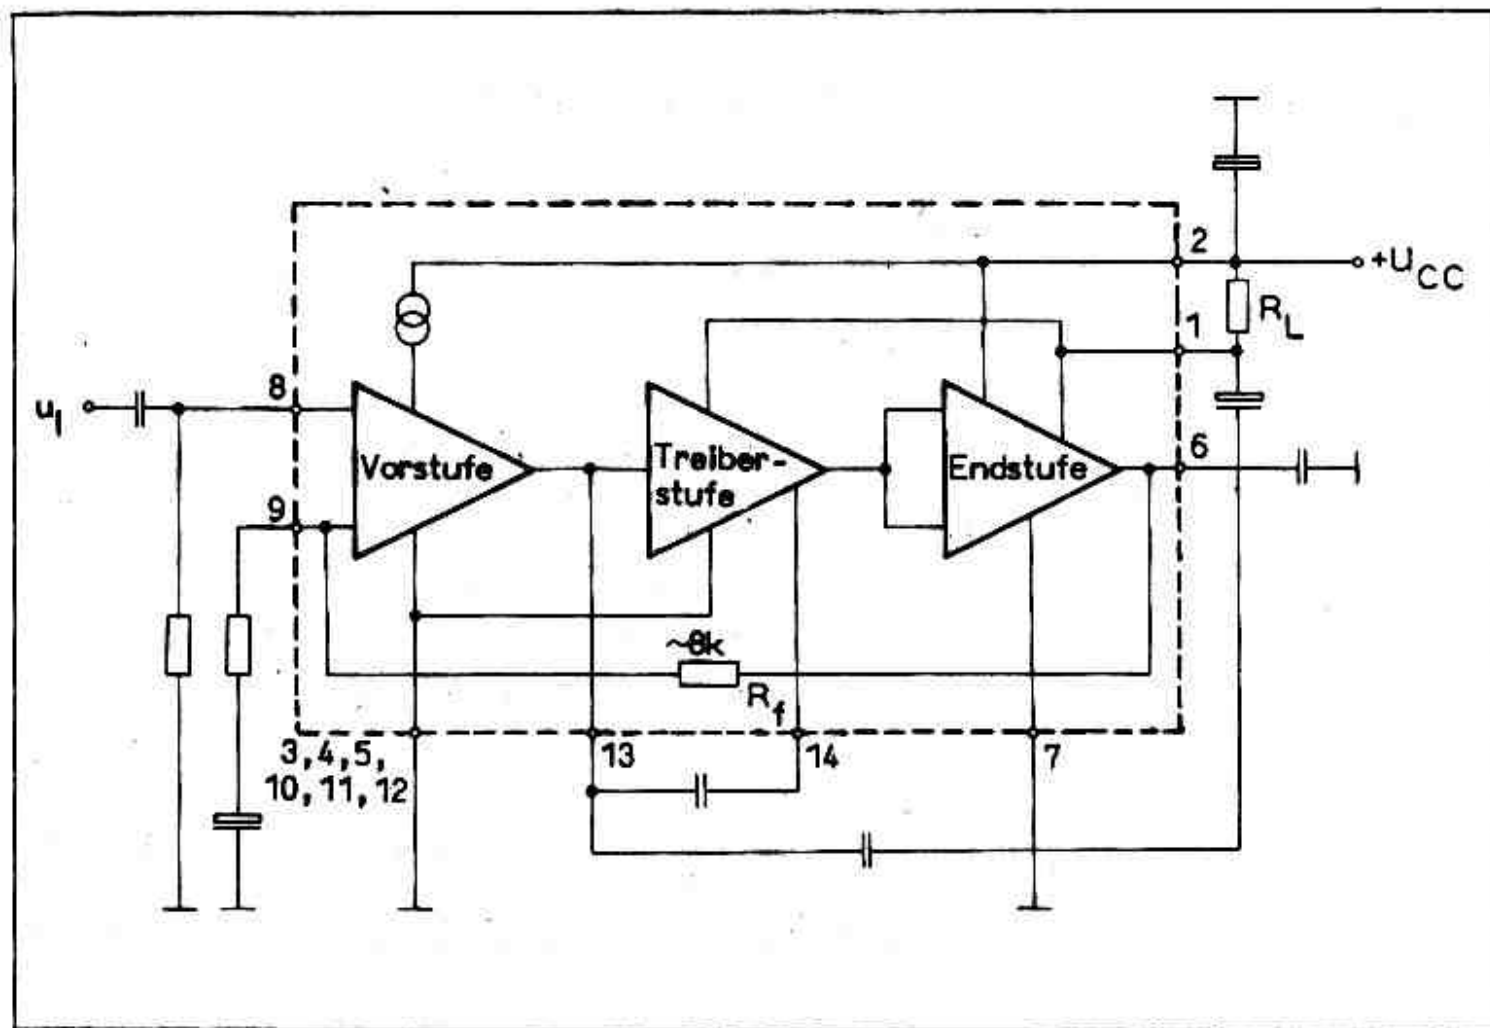 2
+UCC
RL
1
8
uI
6
Vorstufe
Treiber-
stufe
Endstufe
9
~8k
Rf
3, 4, 5,
10, 11, 12
13
14
7